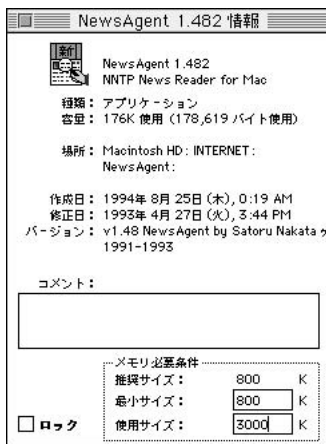 NewsAgent 1.482 情報
新
NewsAgent 1.482
NNTP News Reader for Mac
種類：アプリケーション
容量：176K 使用 (178,619 バイト使用)
場所：Macintosh HD : INTERNET :
NewsAgent :
作成日：1994年 8月 25日 (木), 0:19 AM
修正日：1993年 4月 27日 (火), 3:44 PM
バージョン：v1.48 NewsAgent by Satoru Nakata
1991-1993
コメント：
メモリ必要条件
推奨サイズ： 800 K
最小サイズ： 800 K
使用サイズ： 3000 K
ロック